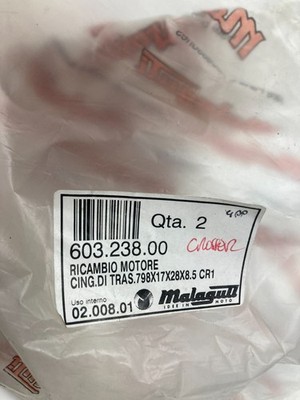 Qta. 2
603.238.00
RICAMBIO MOTORE
CING.DI TRAS.798X17X28X8.5 CR1
Uso interno
02.008.01
Malaguti
MOTO